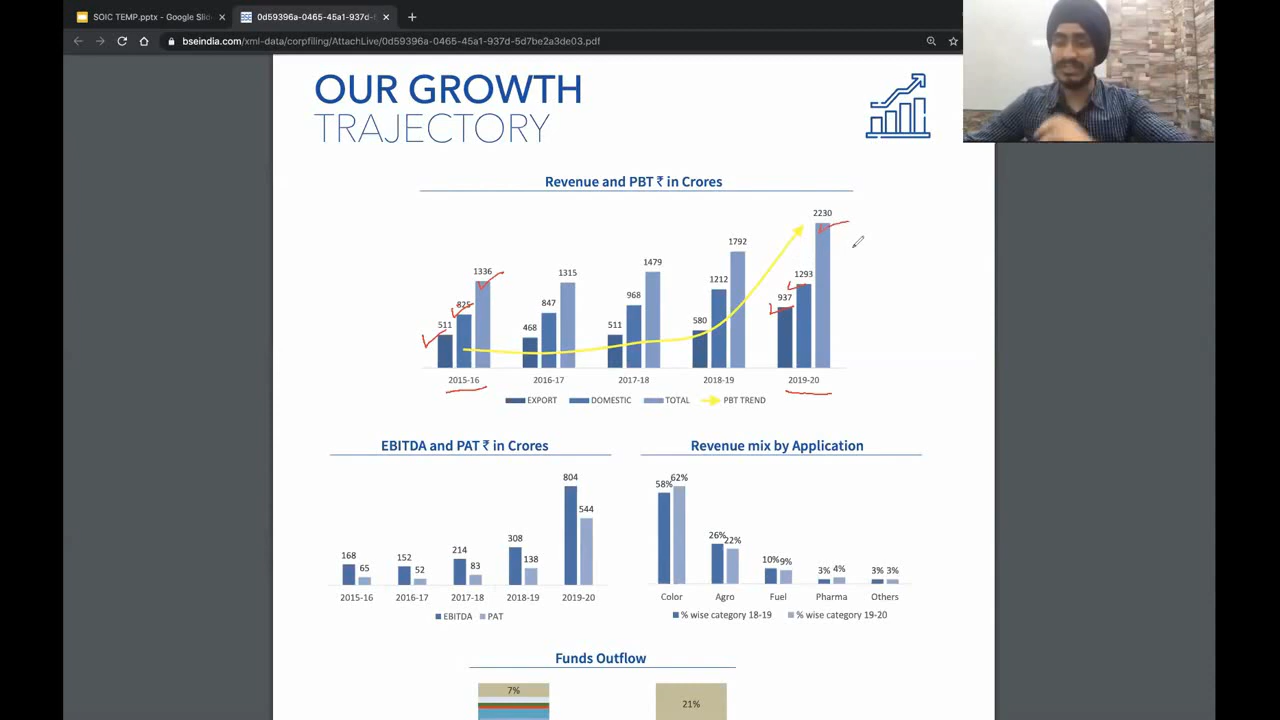 SOIC TEMP.pptx - Google Slid
0d59396a-0465-45a1-937d-5
bseindia.com/xml-data/corpfiling/AttachLive/0d59396a-0465-45a1-937d-5d7be2a3de03.pdf
OUR GROWTH
TRAJECTORY
Revenue and PBT ₹ in Crores
511 825 1336
468 847 1315
511 968 1479
580 1212 1792
937 1293 2230
2015-16 2016-17 2017-18 2018-19 2019-20
EXPORT DOMESTIC TOTAL PBT TREND
EBITDA and PAT ₹ in Crores
168 65 152 52 214 83 308 138 804 544
2015-16 2016-17 2017-18 2018-19 2019-20
EBITDA PAT
Revenue mix by Application
58% 62% 26% 22% 10% 9% 3% 4% 3% 3%
Color Agro Fuel Pharma Others
% wise category 18-19 % wise category 19-20
Funds Outflow
7% 21%